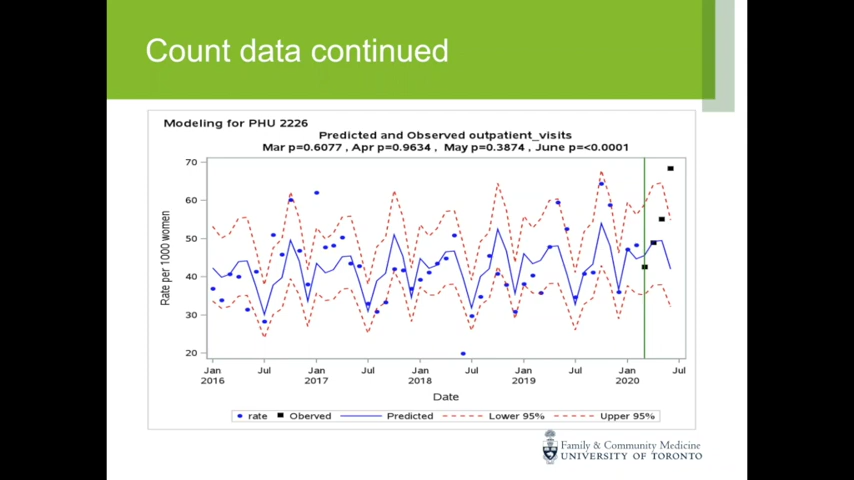 Count data continued
Modeling for PHU 2226
Predicted and Observed outpatient_visits
Mar p=0.6077 , Apr p=0.9634 , May p=0.3874 , June p=<0.0001
Rate per 1000 women
70
60
50
40
30
20
Jan Jul Jan Jul Jan Jul Jan Jul Jan Jul
2016 2017 2018 2019 2020
Date
rate Oberved Predicted Lower 95% Upper 95%
Family & Community Medicine
UNIVERSITY OF TORONTO